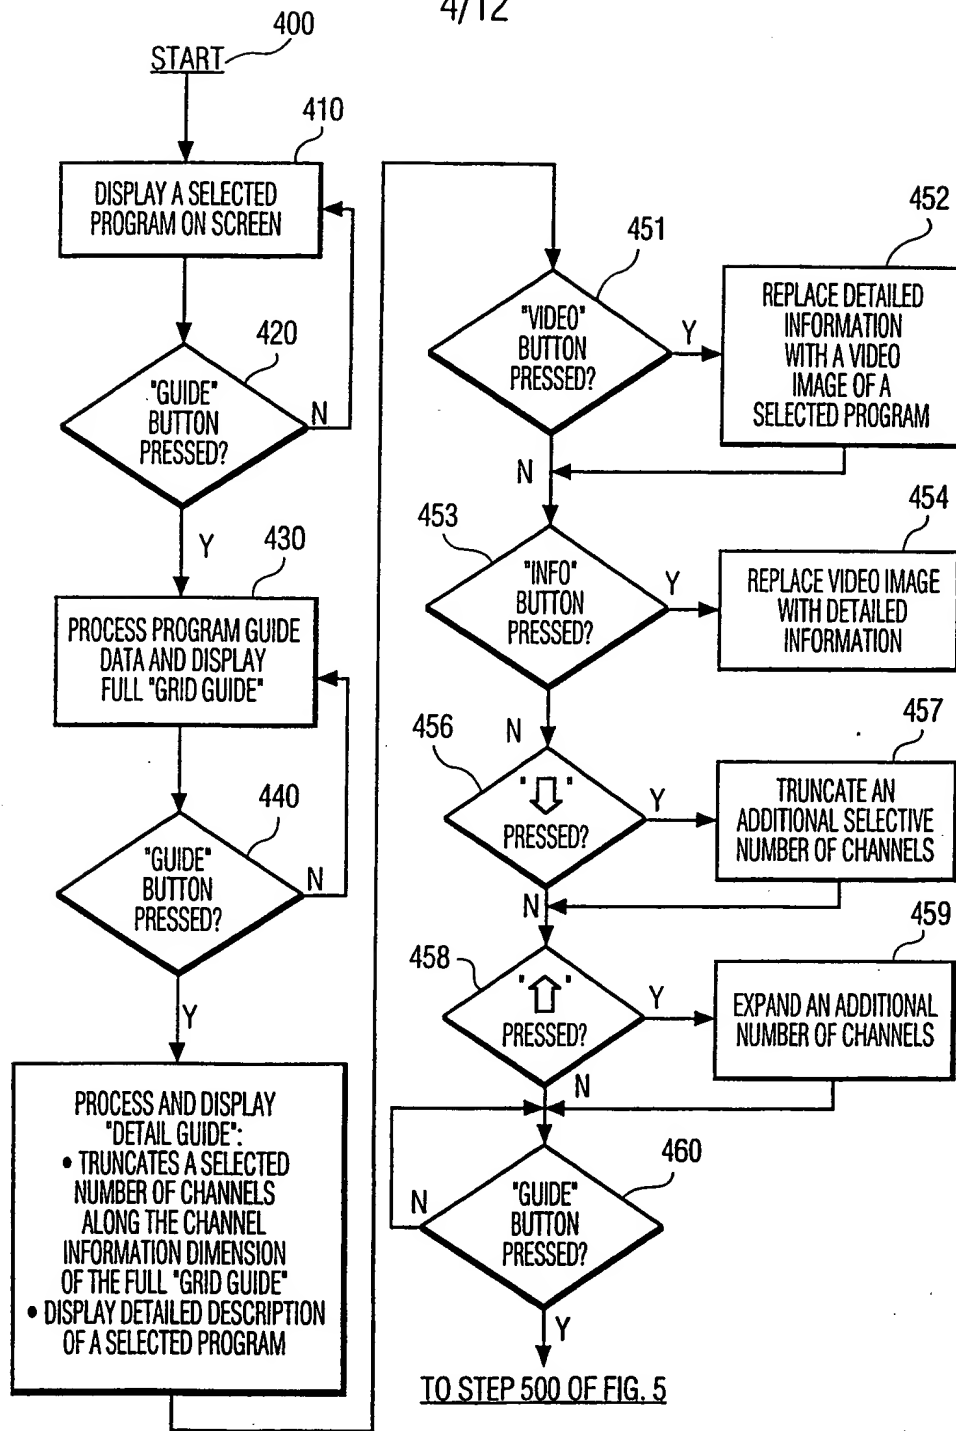 4/12
400
START
410
DISPLAY A SELECTED
PROGRAM ON SCREEN
420
"GUIDE"
BUTTON
PRESSED?
N
Y
430
PROCESS PROGRAM GUIDE
DATA AND DISPLAY
FULL "GRID GUIDE"
440
"GUIDE"
BUTTON
PRESSED?
N
Y
PROCESS AND DISPLAY
"DETAIL GUIDE":
• TRUNCATES A SELECTED
NUMBER OF CHANNELS
ALONG THE CHANNEL
INFORMATION DIMENSION
OF THE FULL "GRID GUIDE"
• DISPLAY DETAILED DESCRIPTION
OF A SELECTED PROGRAM
451
"VIDEO"
BUTTON
PRESSED?
Y
N
452
REPLACE DETAILED
INFORMATION
WITH A VIDEO
IMAGE OF A
SELECTED PROGRAM
453
"INFO"
BUTTON
PRESSED?
Y
N
454
REPLACE VIDEO IMAGE
WITH DETAILED
INFORMATION
456
"⇩"
PRESSED?
Y
N
457
TRUNCATE AN
ADDITIONAL SELECTIVE
NUMBER OF CHANNELS
458
"⇧"
PRESSED?
Y
N
459
EXPAND AN ADDITIONAL
NUMBER OF CHANNELS
460
"GUIDE"
BUTTON
PRESSED?
N
Y
TO STEP 500 OF FIG. 5